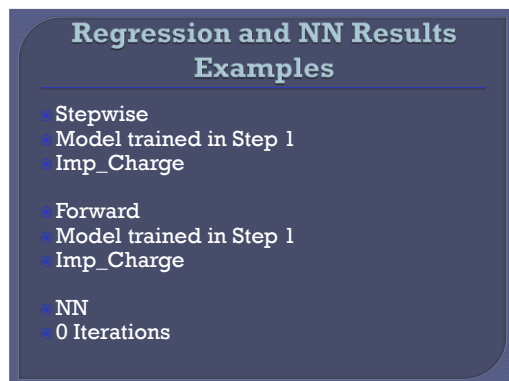 Regression and NN Results
Examples
Stepwise
Model trained in Step 1
Imp_Charge
Forward
Model trained in Step 1
Imp_Charge
NN
0 Iterations